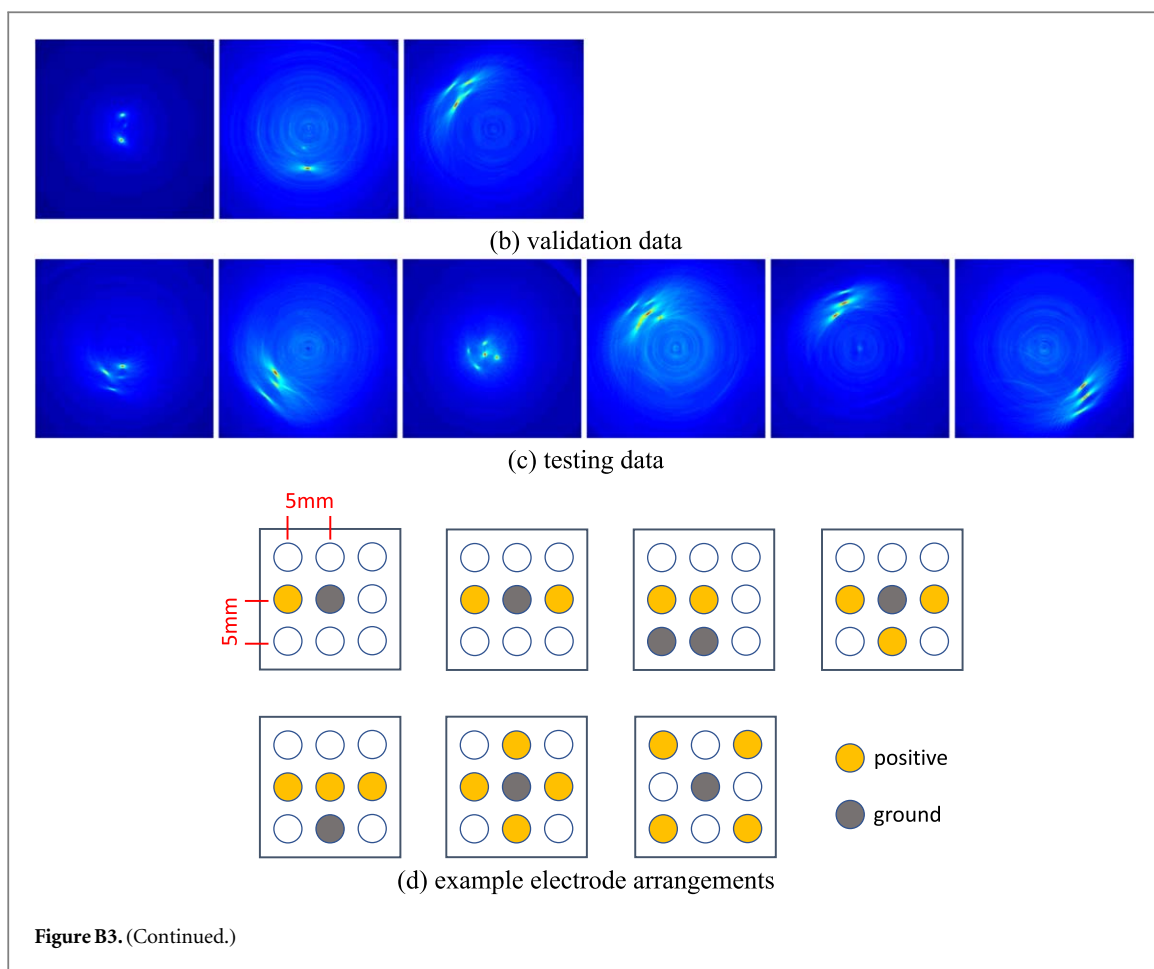 (b) validation data
(c) testing data
5mm
5mm
positive
ground
(d) example electrode arrangements
Figure B3. (Continued.)